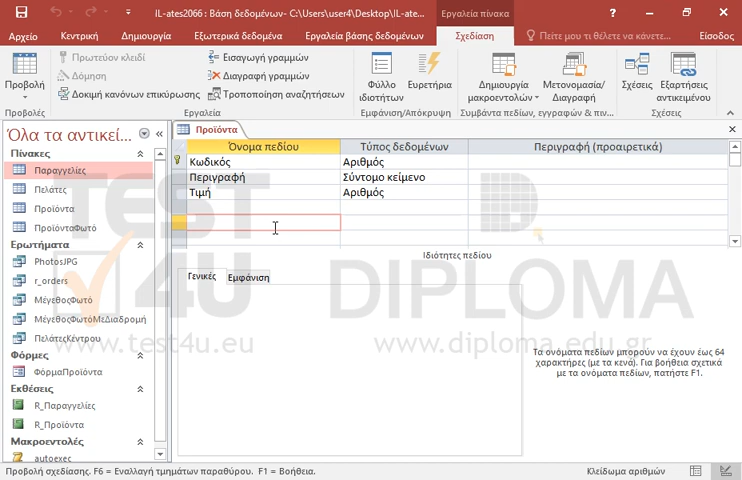 IL-ates2066 : Βάση δεδομένων- C:\Users\user4\Desktop\IL-ate...
Εργαλεία πίνακα
Αρχείο
Κεντρική
Δημιουργία
Εξωτερικά δεδομένα
Εργαλεία βάσης δεδομένων
Σχεδίαση
Πείτε μου τι θέλετε να κάνετε...
Είσοδος
Προβολή
Πρωτεύον κλειδί
Δόμηση
Δοκιμή κανόνων επικύρωσης
Εισαγωγή γραμμών
Διαγραφή γραμμών
Τροποποίηση αναζητήσεων
Φύλλο ιδιοτήτων
Ευρετήρια
Δημιουργία μακροεντολών
Μετονομασία/ Διαγραφή
Σχέσεις
Εξαρτήσεις αντικειμένου
Προβολές
Εργαλεία
Εμφάνιση/Απόκρυψη
Συμβάντα πεδίου, εγγραφών & πιν...
Σχέσεις
Όλα τα αντικεί...
Πίνακες
Παραγγελίες
Πελάτες
Προϊόντα
ΠροϊόνταΦωτό
Ερωτήματα
PhotosJPG
r_orders
ΜέγεθοςΦωτό
ΜέγεθοςΦωτόΜεΔιαδρομή
ΠελάτεςΚέντρου
Φόρμες
ΦόρμαΠροϊόντα
Εκθέσεις
R_Παραγγελίες
R_Προϊόντα
Μακροεντολές
autoexec
Προϊόντα
Όνομα πεδίου
Τύπος δεδομένων
Περιγραφή (προαιρετικά)
Κωδικός
Αριθμός
Περιγραφή
Σύντομο κείμενο
Τιμή
Αριθμός
Ιδιότητες πεδίου
Γενικές
Εμφάνιση
Τα ονόματα πεδίων μπορούν να έχουν έως 64
χαρακτήρες (με τα κενά). Για βοήθεια σχετικά
με τα ονόματα πεδίων, πατήστε F1.
TEST
4U
www.test4u.eu
DIPLOMA
www.diploma.edu.gr
Προβολή σχεδίασης. F6 = Εναλλαγή τμημάτων παραθύρου. F1 = Βοήθεια.
Κλείδωμα αριθμών